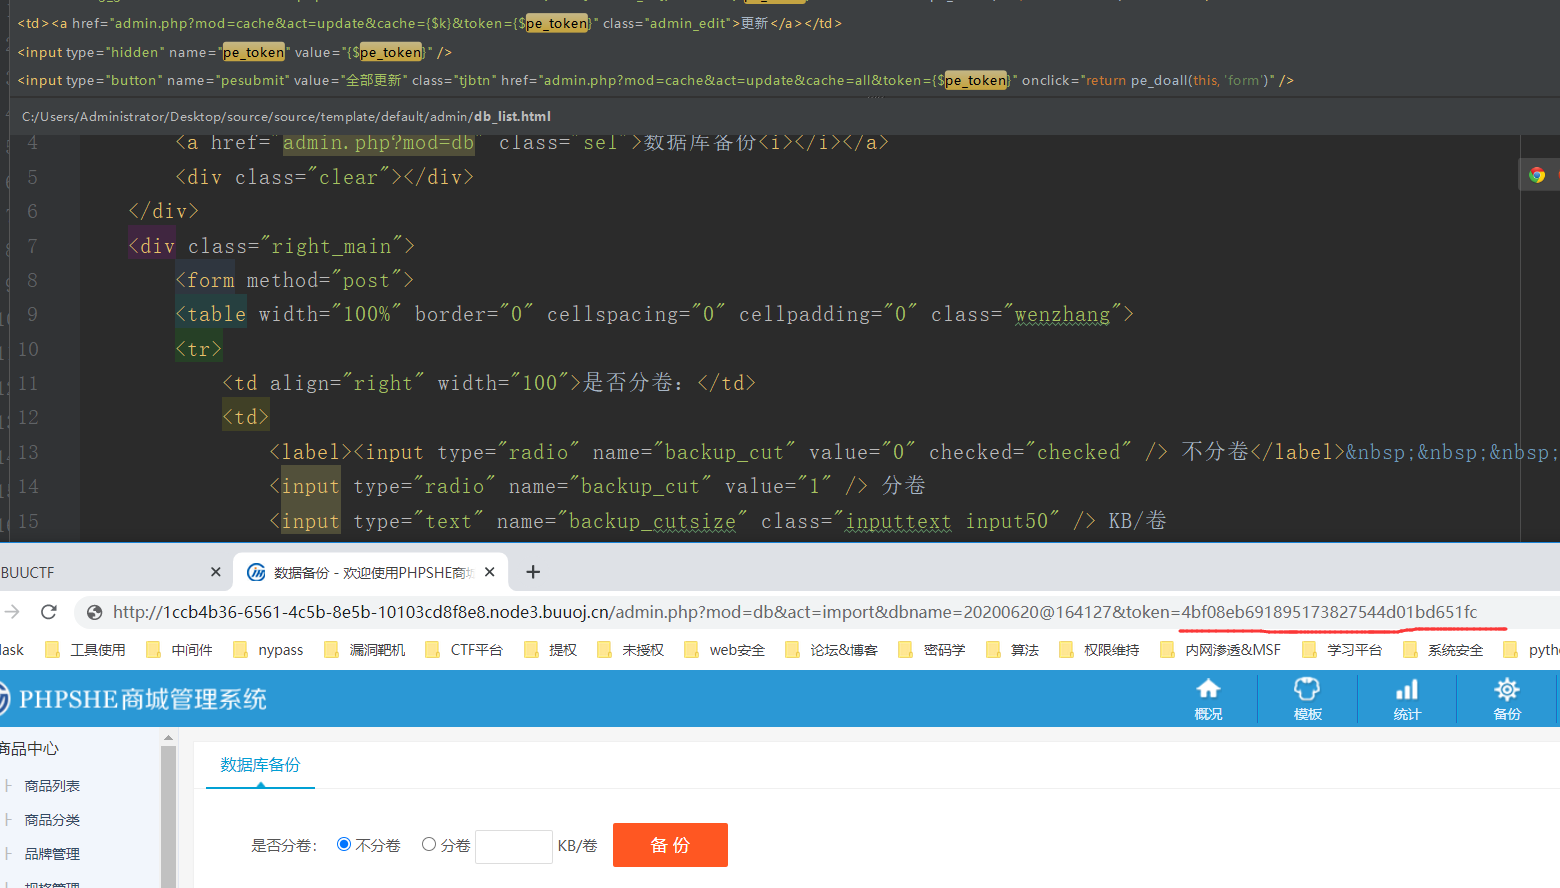 <td><a href="admin.php?mod=cache&act=update&cache={$k}&token={$pe_token}" class="admin_edit">更新</a></td>
<input type="hidden" name="pe_token" value="{$pe_token}" />
<input type="button" name="pesubmit" value="全部更新" class="tjbtn" href="admin.php?mod=cache&act=update&cache=all&token={$pe_token}" onclick="return pe_doall(this, 'form')" />
C:/Users/Administrator/Desktop/source/source/template/default/admin/db_list.html
4 <a href="admin.php?mod=db" class="sel">数据库备份<i></i></a>
5 <div class="clear"></div>
6 </div>
7 <div class="right_main">
8 <form method="post">
9 <table width="100%" border="0" cellspacing="0" cellpadding="0" class="wenzhang">
10 <tr>
11 <td align="right" width="100">是否分卷：</td>
12 <td>
13 <label><input type="radio" name="backup_cut" value="0" checked="checked" /> 不分卷</label>&nbsp;&nbsp;&nbsp;
14 <input type="radio" name="backup_cut" value="1" /> 分卷
15 <input type="text" name="backup_cutsize" class="inputtext input50" /> KB/卷
BUUCTF 数据备份 - 欢迎使用PHPSHE商城
http://1ccb4b36-6561-4c5b-8e5b-10103cd8f8e8.node3.buuoj.cn/admin.php?mod=db&act=import&dbname=20200620@164127&token=4bf08eb691895173827544d01bd651fc
lask 工具使用 中间件 nypass 漏洞靶机 CTF平台 提权 未授权 web安全 论坛&博客 密码学 算法 权限维持 内网渗透&MSF 学习平台 系统安全 pyth
PHPSHE商城管理系统
概况 模板 统计 备份
商品中心
商品列表
商品分类
品牌管理
规格管理
数据库备份
是否分卷： 不分卷 分卷 KB/卷 备 份